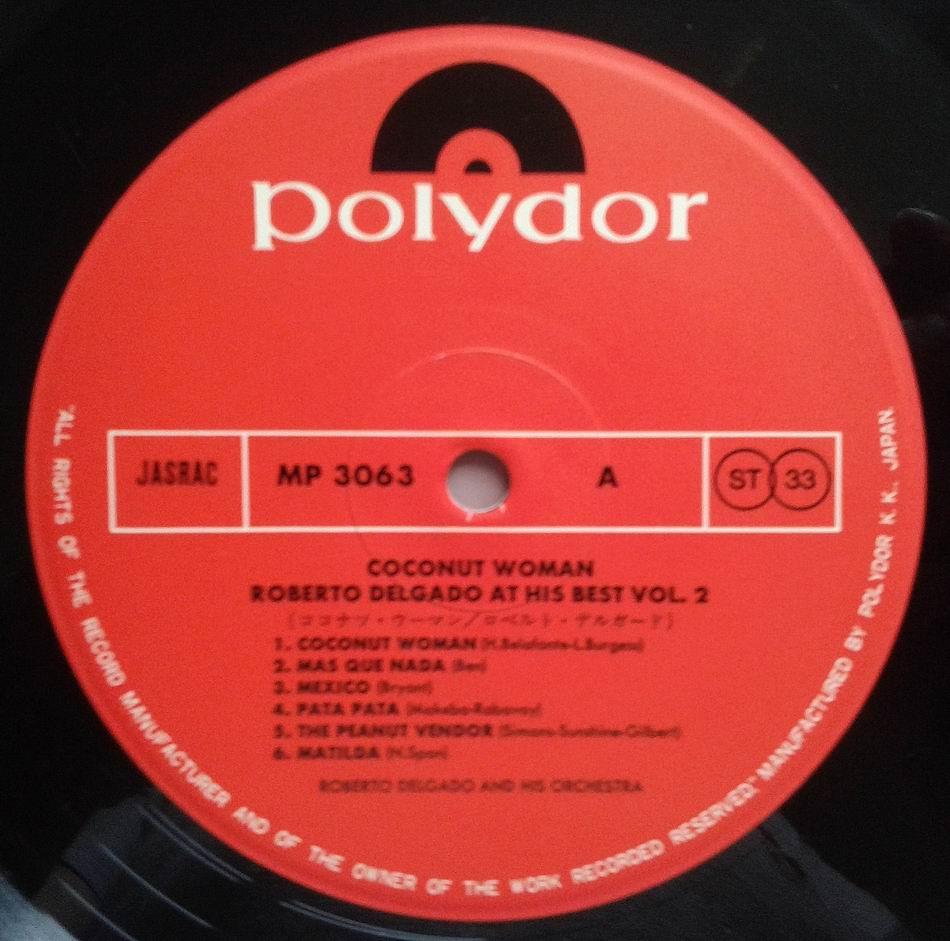 polydor
JASRAC MP 3063 A ST 33
COCONUT WOMAN
ROBERTO DELGADO AT HIS BEST VOL. 2
(ココナツ・ウーマン/ロベルト・デルガード)
1. COCONUT WOMAN (H.Belafonte-L.Burgess)
2. MAS QUE NADA (Ben)
3. MEXICO (Bryant)
4. PATA PATA (Makeba-Ragovoy)
5. THE PEANUT VENDOR (Simons-Sunshine-Gilbert)
6. MATILDA (H.Span)
ROBERTO DELGADO AND HIS ORCHESTRA
"ALL RIGHTS OF THE RECORD MANUFACTURER AND OF THE OWNER OF THE WORK RECORDED RESERVED" MANUFACTURED BY POLYDOR K. K., JAPAN